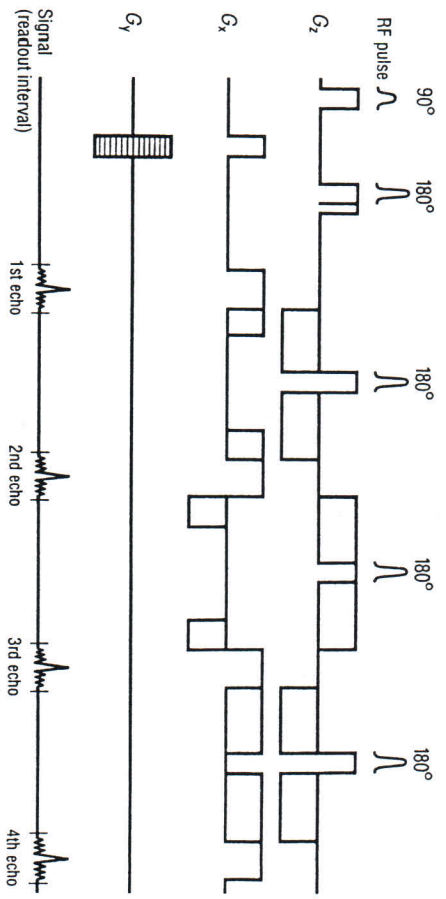 90°
180°
180°
180°
180°
RF pulse
Gz
Gx
Gy
Signal
(readout interval)
1st echo
2nd echo
3rd echo
4th echo